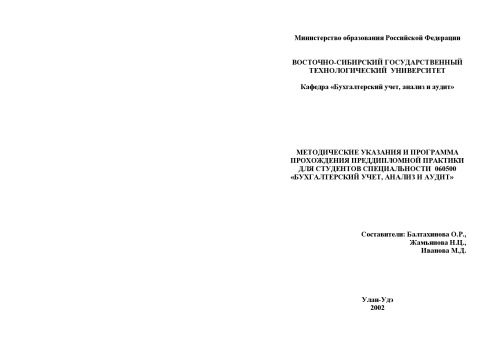 Министерство образования Российской Федерации
ВОСТОЧНО-СИБИРСКИЙ ГОСУДАРСТВЕННЫЙ
ТЕХНОЛОГИЧЕСКИЙ УНИВЕРСИТЕТ
Кафедра «Бухгалтерский учет, анализ и аудит»
МЕТОДИЧЕСКИЕ УКАЗАНИЯ И ПРОГРАММА
ПРОХОЖДЕНИЯ ПРЕДДИПЛОМНОЙ ПРАКТИКИ
ДЛЯ СТУДЕНТОВ СПЕЦИАЛЬНОСТИ 060500
«БУХГАЛТЕРСКИЙ УЧЕТ, АНАЛИЗ И АУДИТ»
Составители: Балтахинова О.Р.,
Жамьянова Н.Ц.,
Иванова М.Д.
Улан-Удэ
2002